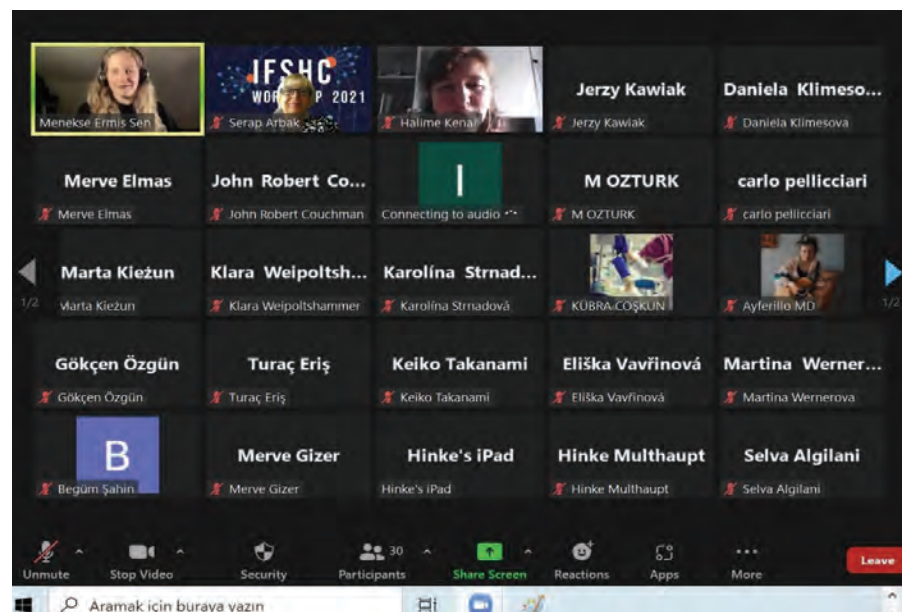 IFSHC
WOR P 2021
Menekse Ermis Sen
Serap Arbak
Halime Kenar
Jerzy Kawiak
Jerzy Kawiak
Daniela Klimeso...
Daniela Klimesova
Merve Elmas
Merve Elmas
John Robert Co...
John Robert Couchman
I
Connecting to audio
M OZTURK
M OZTURK
carlo pellicciari
carlo pellicciari
1/2
Marta Kieżun
Marta Kieżun
Klara Weipoltsh...
Klara Weipoltshammer
Karolína Strnad...
Karolína Strnadová
KÜBRA COŞKUN
Ayferillo MD
1/2
Gökçen Özgün
Gökçen Özgün
Turaç Eriş
Turaç Eriş
Keiko Takanami
Keiko Takanami
Eliška Vavřinová
Eliška Vavřinová
Martina Werner...
Martina Wernerova
B
Begüm Şahin
Merve Gizer
Merve Gizer
Hinke's iPad
Hinke's iPad
Hinke Multhaupt
Hinke Multhaupt
Selva Algilani
Selva Algilani
Unmute
Stop Video
Security
30
Participants
Share Screen
Reactions
Apps
More
Leave
Aramak için buraya yazın